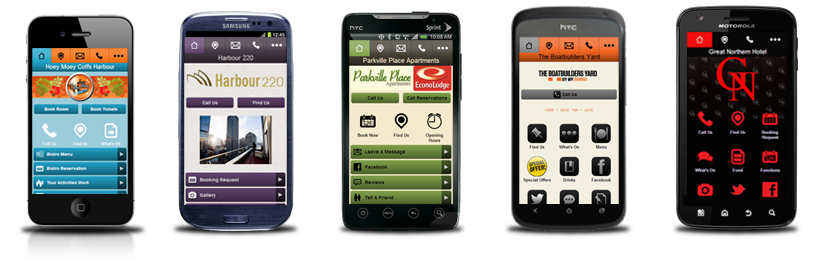 Hoey Moey Coffs Harbour
Book Room
Book Tickets
Call Us
Find Us
What's On
Bistro Menu
Bistro Reservation
Tour Activities Work
SAMSUNG
12:45
Harbour 220
Harbour 220
Call Us
Find Us
Booking Request
Gallery
htc
Sprint
10:08 AM
Parkville Place Apartments
Parkville Place
Apartments
EconoLodge
Call Us
Call Reservations
Book Now
Find Us
Opening
Hours
Leave A Message
Facebook
Reviews
Tell A Friend
MENU
htc
The Boatbuilders Yard
THE BOATBUILDERS YARD
Call Us
Find Us
What's On
Menu
SPECIAL
OFFER!
Special Offers
Drinks
Facebook
MOTOROLA
Great Northern Hotel
GN
Call Us
Find Us
Booking
Request
What's On
Food
Functions